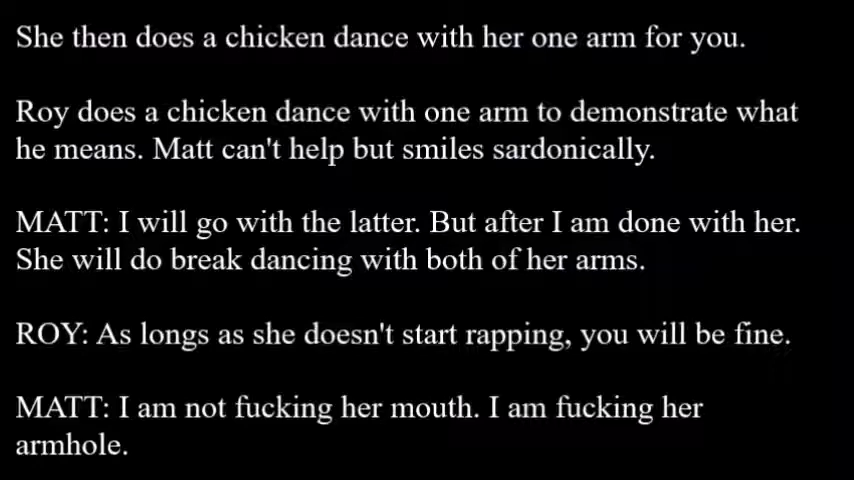 She then does a chicken dance with her one arm for you.
Roy does a chicken dance with one arm to demonstrate what
he means. Matt can't help but smiles sardonically.
MATT: I will go with the latter. But after I am done with her.
She will do break dancing with both of her arms.
ROY: As longs as she doesn't start rapping, you will be fine.
MATT: I am not fucking her mouth. I am fucking her
armhole.